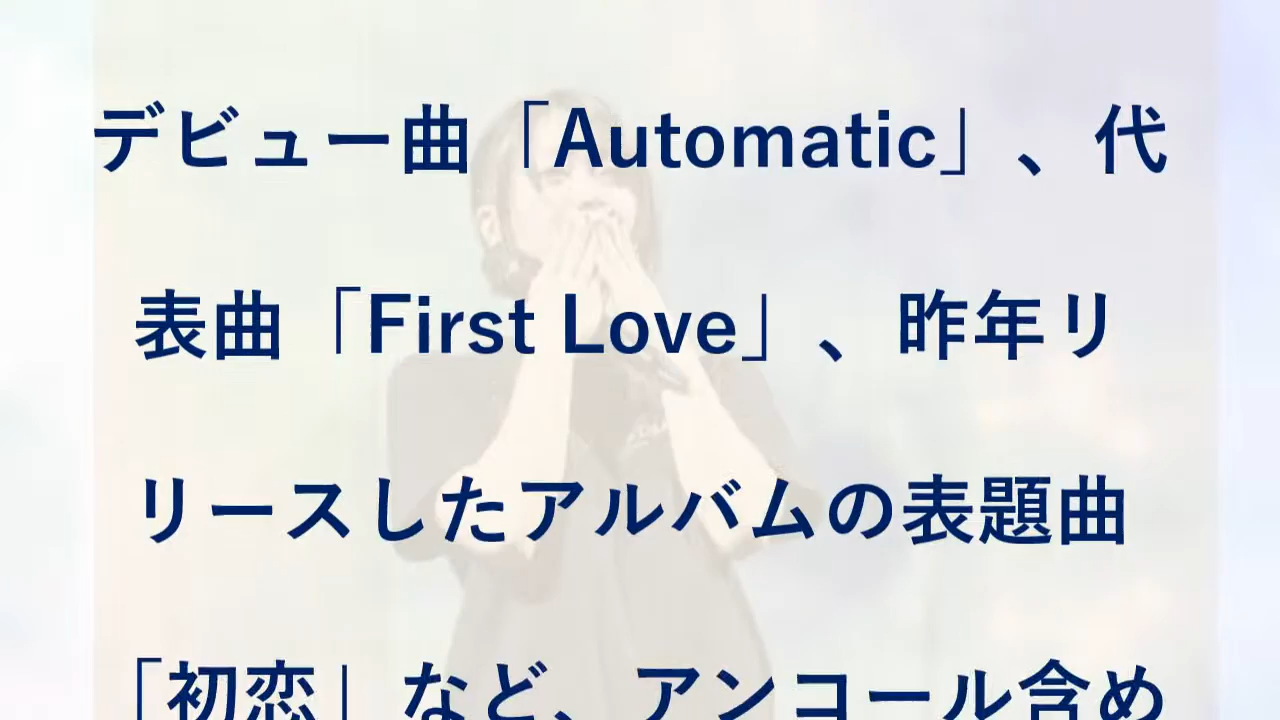 デビュー曲「Automatic」、代
表曲「First Love」、昨年リ
リースしたアルバムの表題曲
「初恋」など、アンコール含め